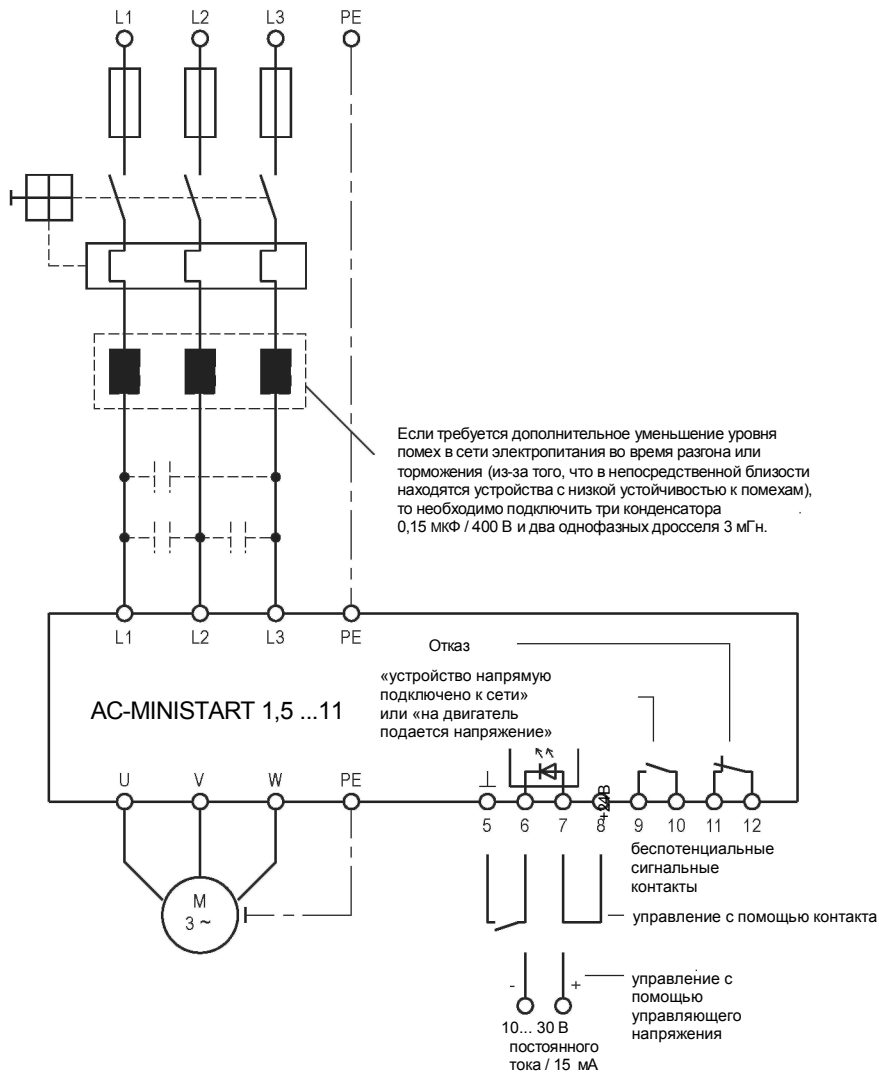 L1 L2 L3 PE
Если требуется дополнительное уменьшение уровня
помех в сети электропитания во время разгона или
торможения (из-за того, что в непосредственной близости
находятся устройства с низкой устойчивостью к помехам),
то необходимо подключить три конденсатора
0,15 МКФ / 400 В и два однофазных дросселя 3 мГн.
L1 L2 L3 PE
Отказ
«устройство напрямую
подключено к сети»
или «на двигатель
подается напряжение»
AC-MINISTART 1,5 ...11
U V W PE
+24В
5 6 7 8 9 10 11 12
беспотенциальные
сигнальные
контакты
M
3 ~
управление с помощью контакта
- +
управление с
помощью
управляющего
напряжения
10... 30 В
постоянного
тока / 15 мА